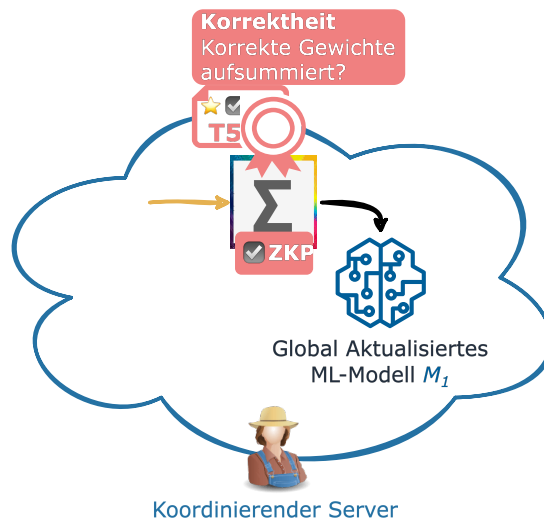 Korrektheit
Korrekte Gewichte
aufsummiert?
T5
Σ
ZKP
Global Aktualisiertes
ML-Modell M₁
Koordinierender Server